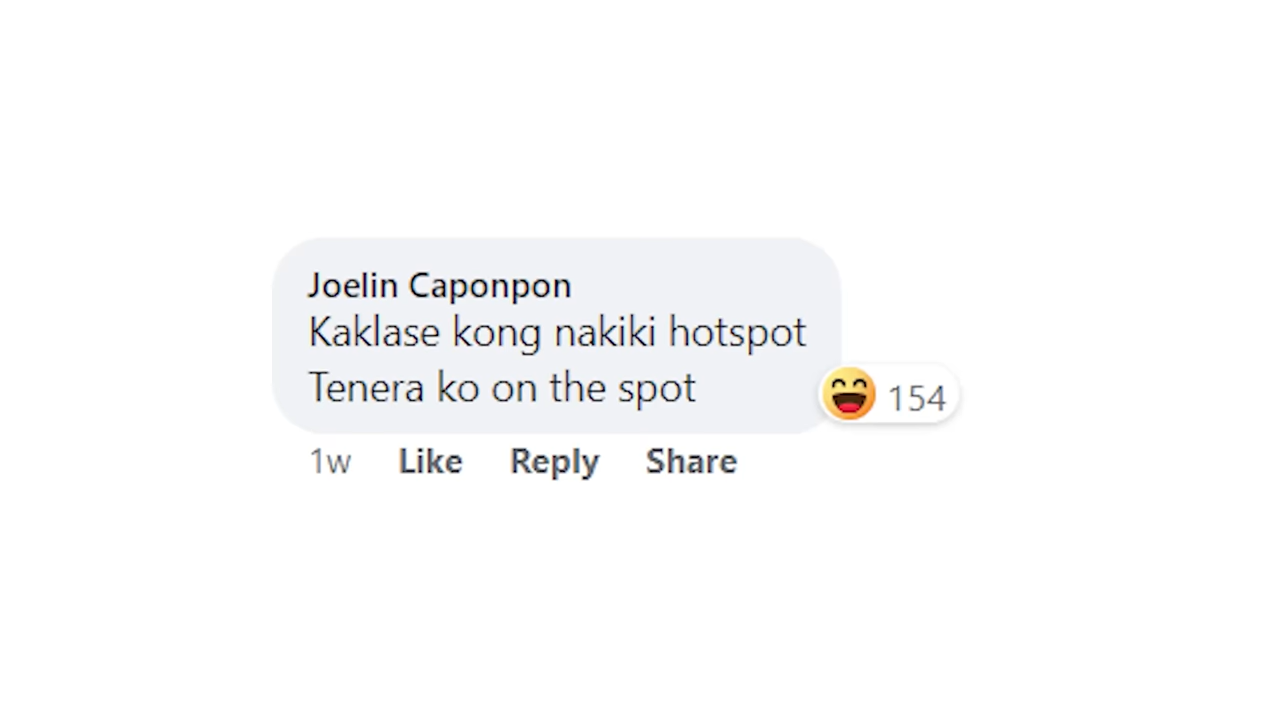 Joelin Caponpon
Kaklase kong nakiki hotspot
Tenera ko on the spot
154
1w Like Reply Share